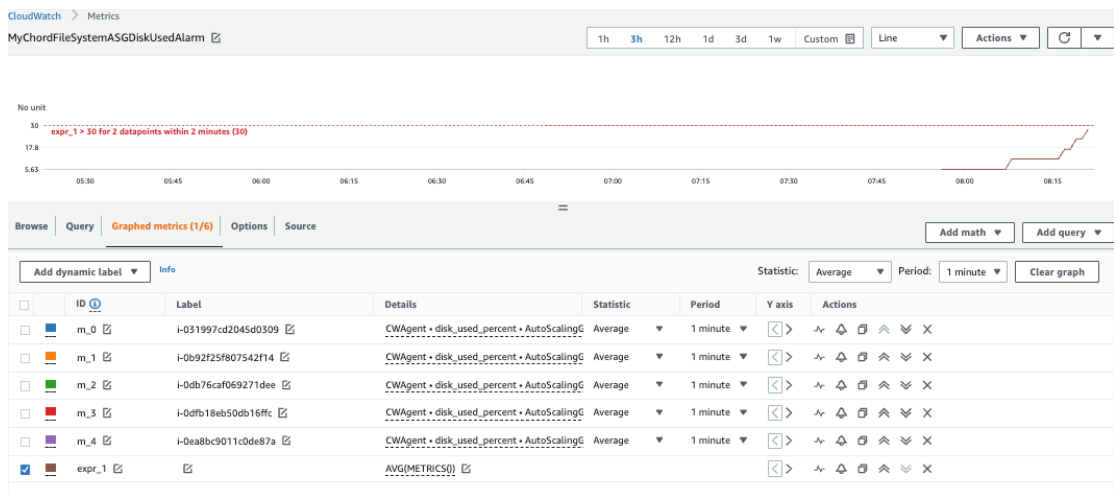 CloudWatch > Metrics
MyChordFileSystemASGDiskUsedAlarm
1h 3h 12h 1d 3d 1w Custom Line Actions
No unit
30
expr_1 > 30 for 2 datapoints within 2 minutes (30)
17.8
5.63
05:30 05:45 06:00 06:15 06:30 06:45 07:00 07:15 07:30 07:45 08:00 08:15
Browse Query Graphed metrics (1/6) Options Source
Add math Add query
Add dynamic label Info Statistic: Average Period: 1 minute Clear graph
ID Label Details Statistic Period Y axis Actions
m_0 i-031997cd2045d0309 CWAgent • disk_used_percent • AutoScalingG Average 1 minute
m_1 i-0b92f25f807542f14 CWAgent • disk_used_percent • AutoScalingG Average 1 minute
m_2 i-0db76caf069271dee CWAgent • disk_used_percent • AutoScalingG Average 1 minute
m_3 i-0dfb18eb50db16ffc CWAgent • disk_used_percent • AutoScalingG Average 1 minute
m_4 i-0ea8bc9011c0de87a CWAgent • disk_used_percent • AutoScalingG Average 1 minute
expr_1 AVG(METRICS())